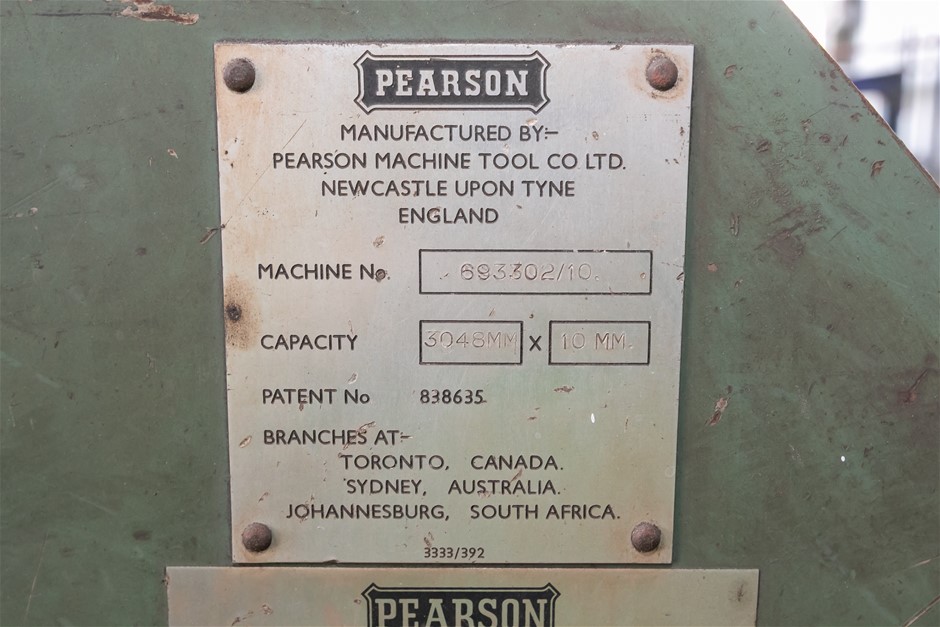 PEARSON
MANUFACTURED BY:-
PEARSON MACHINE TOOL CO LTD.
NEWCASTLE UPON TYNE
ENGLAND
MACHINE No. 693302/10.
CAPACITY 3048MM X 10 MM.
PATENT No 838635
BRANCHES AT:-
TORONTO, CANADA.
SYDNEY, AUSTRALIA.
JOHANNESBURG, SOUTH AFRICA.
3333/392
PEARSON